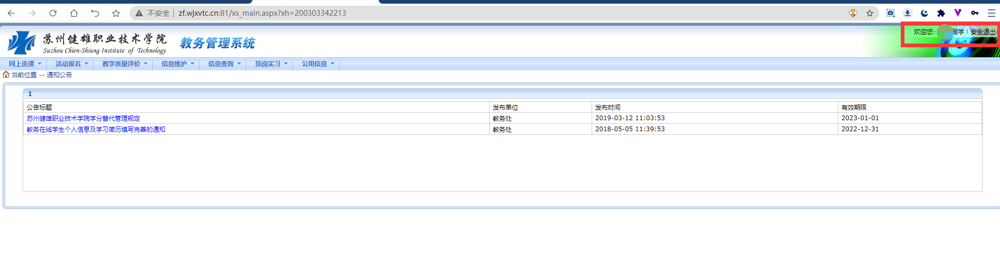 不安全 zf.wjxvtc.cn:81/xs_main.aspx?xh=200303342213
苏州健雄职业技术学院 教务管理系统
Suzhou Chien-Shiung Institute of Technology
欢迎您: 同学 | 安全退出
网上选课 活动报名 教学质量评价 信息维护 信息查询 顶岗实习 公用信息
当前位置 -- 通知公告
1
公告标题 发布单位 发布时间 有效期限
苏州健雄职业技术学院学分替代管理规定 教务处 2019-03-12 11:03:53 2023-01-01
教务在线学生个人信息及学习简历填写完善的通知 教务处 2018-05-05 11:39:53 2022-12-31